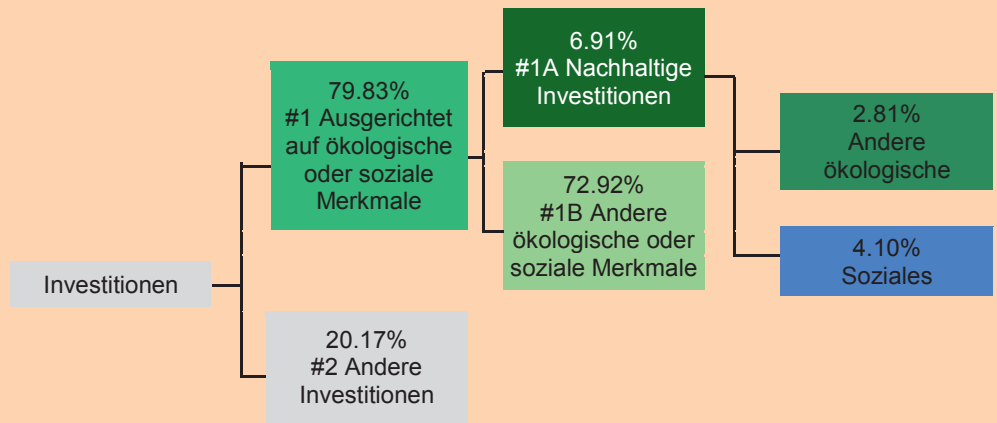 Investitionen
79.83%
#1 Ausgerichtet
auf ökologische
oder soziale
Merkmale
20.17%
#2 Andere
Investitionen
6.91%
#1A Nachhaltige
Investitionen
72.92%
#1B Andere
ökologische oder
soziale Merkmale
2.81%
Andere
ökologische
4.10%
Soziales